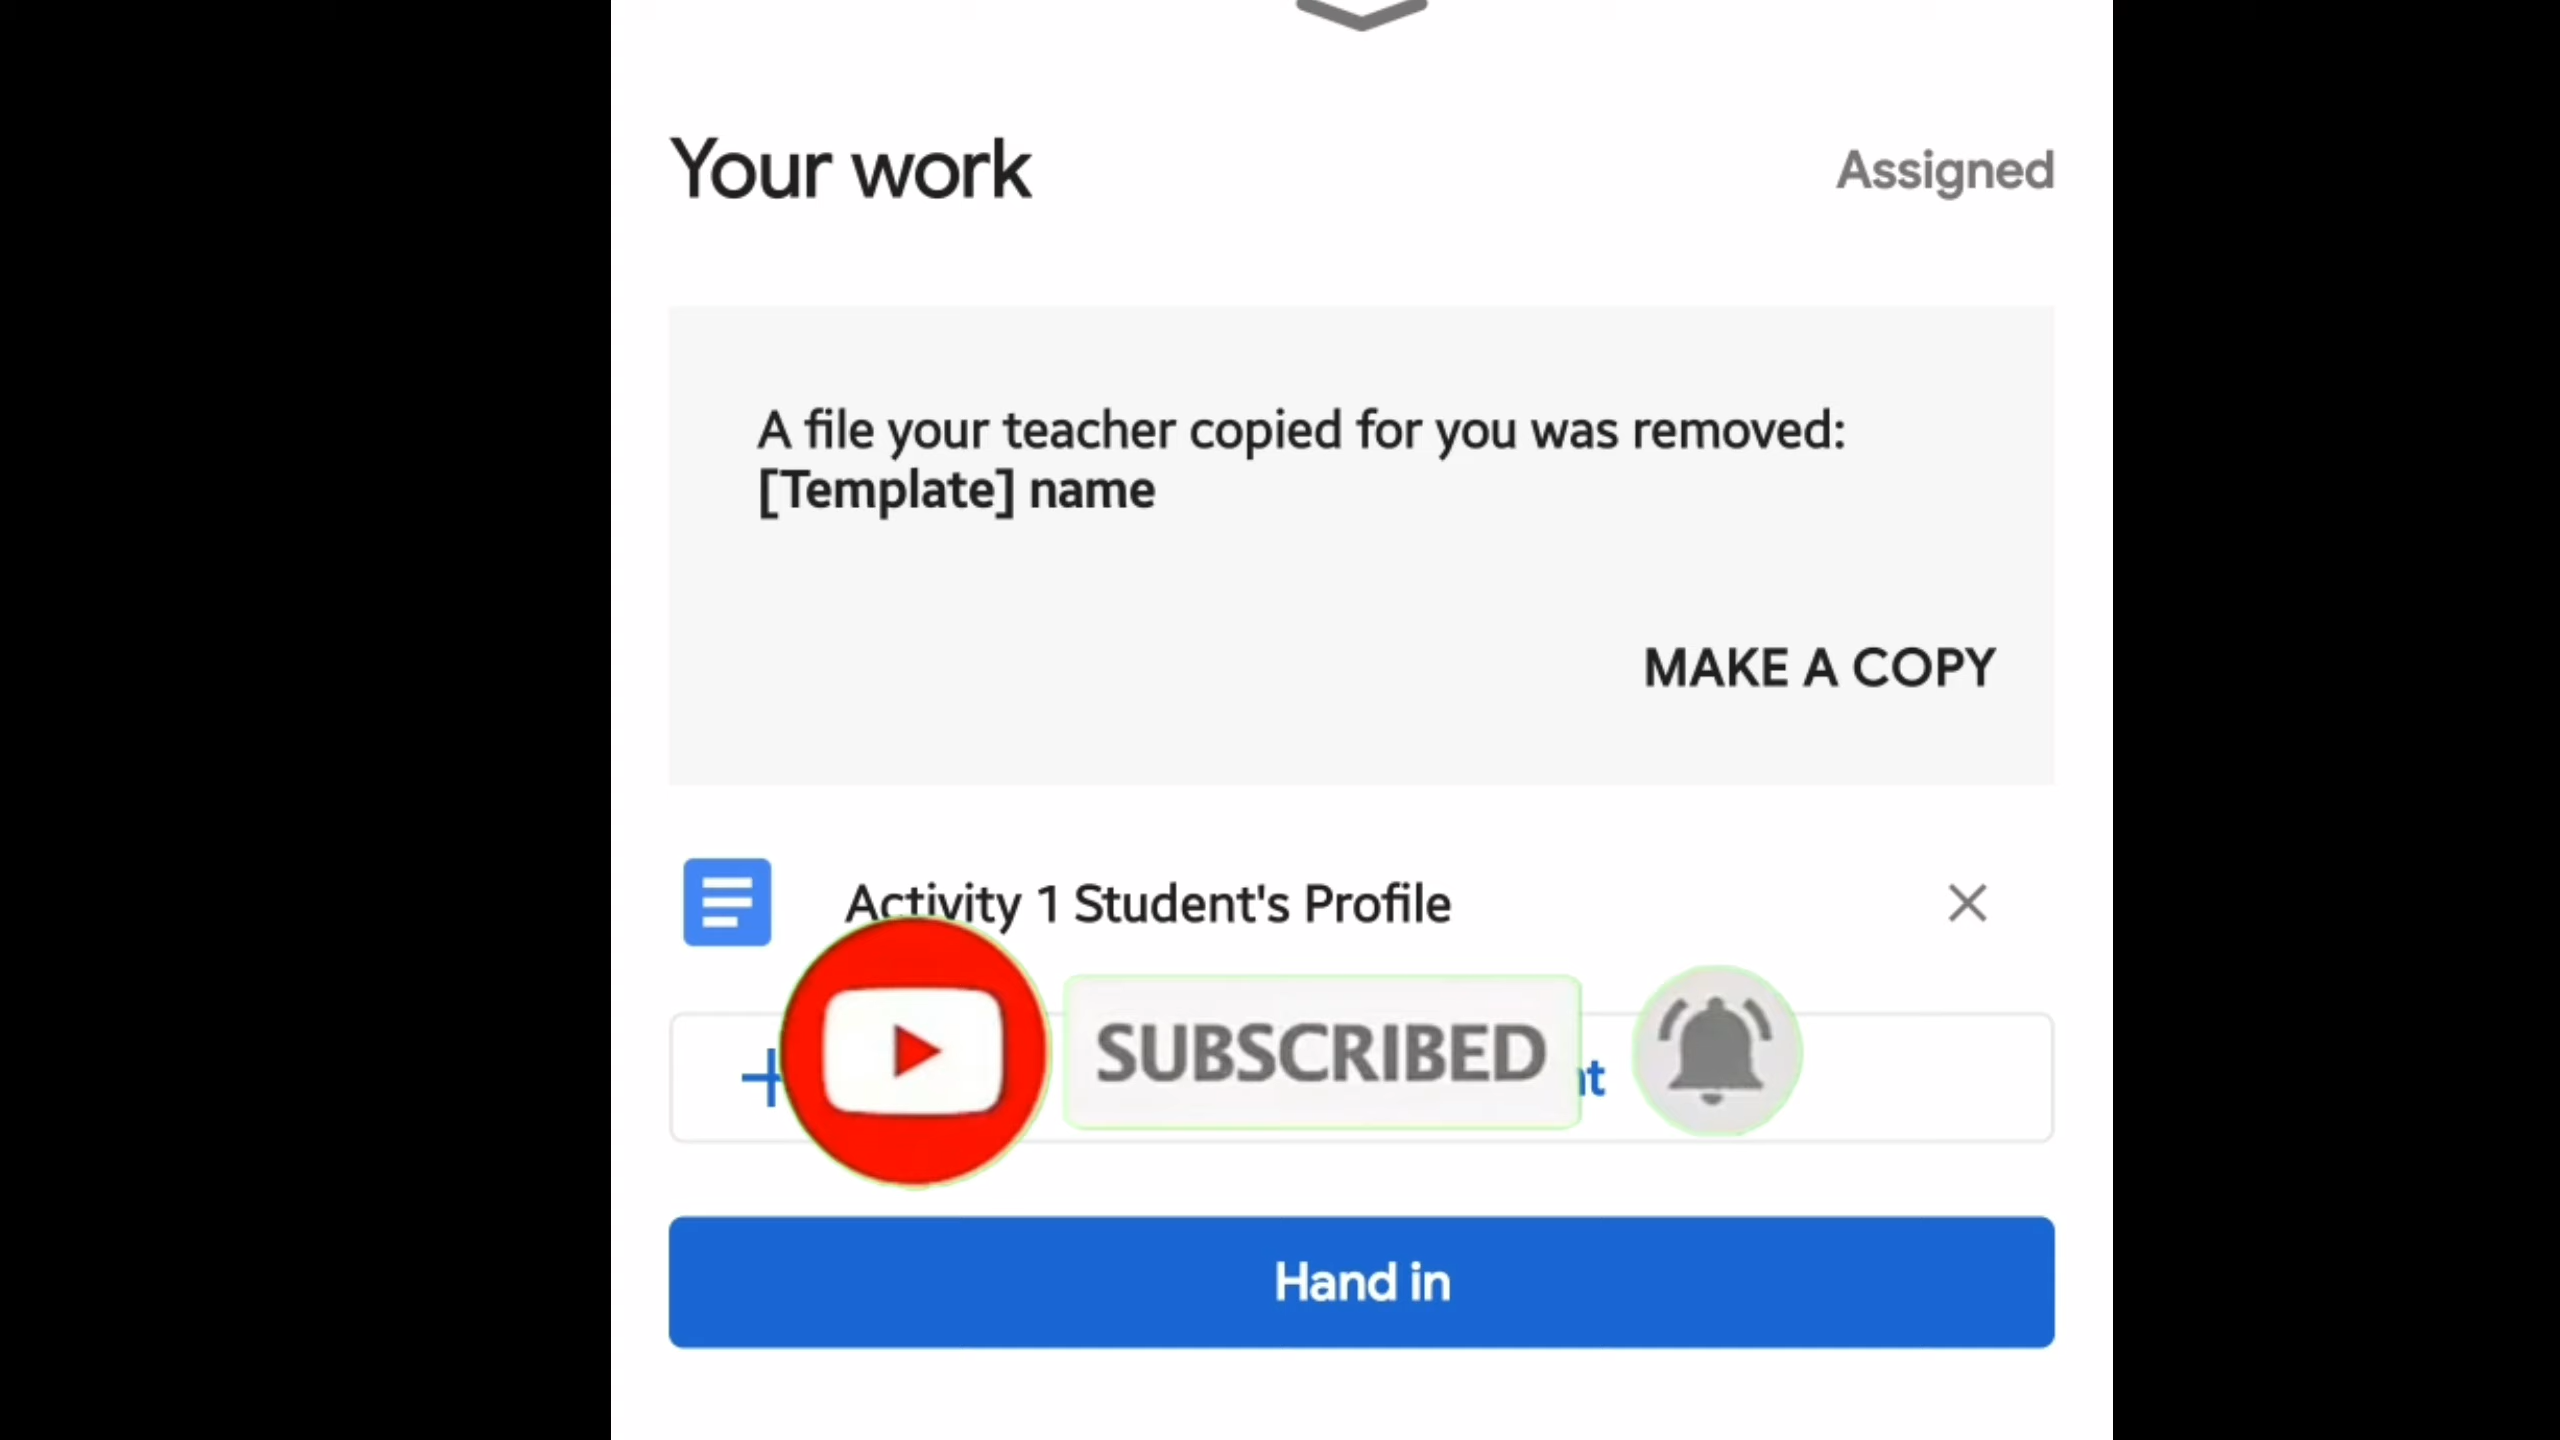 Your work
Assigned
A file your teacher copied for you was removed:
[Template] name
MAKE A COPY
Activity 1 Student's Profile
SUBSCRIBED
Hand in